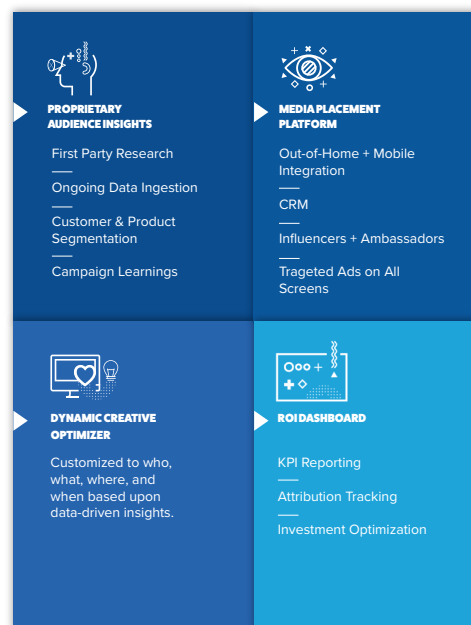 PROPRIETARY
AUDIENCE INSIGHTS
First Party Research
Ongoing Data Ingestion
Customer & Product
Segmentation
Campaign Learnings
MEDIA PLACEMENT
PLATFORM
Out-of-Home + Mobile
Integration
CRM
Influencers + Ambassadors
Trageted Ads on All
Screens
DYNAMIC CREATIVE
OPTIMIZER
Customized to who,
what, where, and
when based upon
data-driven insights.
ROI DASHBOARD
KPI Reporting
Attribution Tracking
Investment Optimization